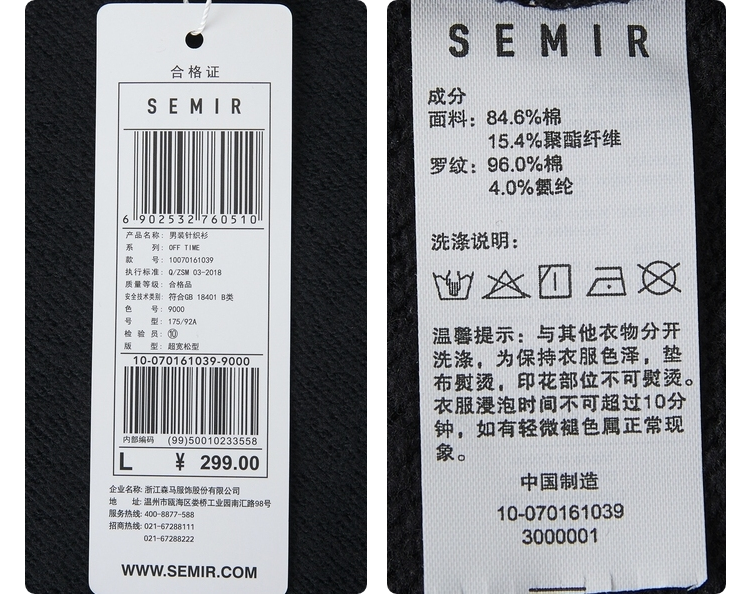 合格证
SEMIR
6 902532 760510
产品名称: 男装针织衫
系 列: OFF TIME
款 号: 10070161039
执行标准: Q/ZSM 03-2018
质量等级: 合格品
安全技术类别: 符合GB 18401 B类
色 号: 9000
号 型: 175/92A
检 验 员: ⑩
版 型: 超宽松型
10-070161039-9000
内部编码 (99)50010233558
L ¥ 299.00
企业名称: 浙江森马服饰股份有限公司
地 址: 温州市瓯海区娄桥工业园南汇路98号
服务热线: 400-8877-588
招商热线: 021-67288111
021-67288222
WWW.SEMIR.COM
SEMIR
成分
面料: 84.6%棉
15.4%聚酯纤维
罗纹: 96.0%棉
4.0%氨纶
洗涤说明:
温馨提示: 与其他衣物分开
洗涤，为保持衣服色泽，垫
布熨烫，印花部位不可熨烫。
衣服浸泡时间不可超过10分
钟，如有轻微褪色属正常现
象。
中国制造
10-070161039
3000001